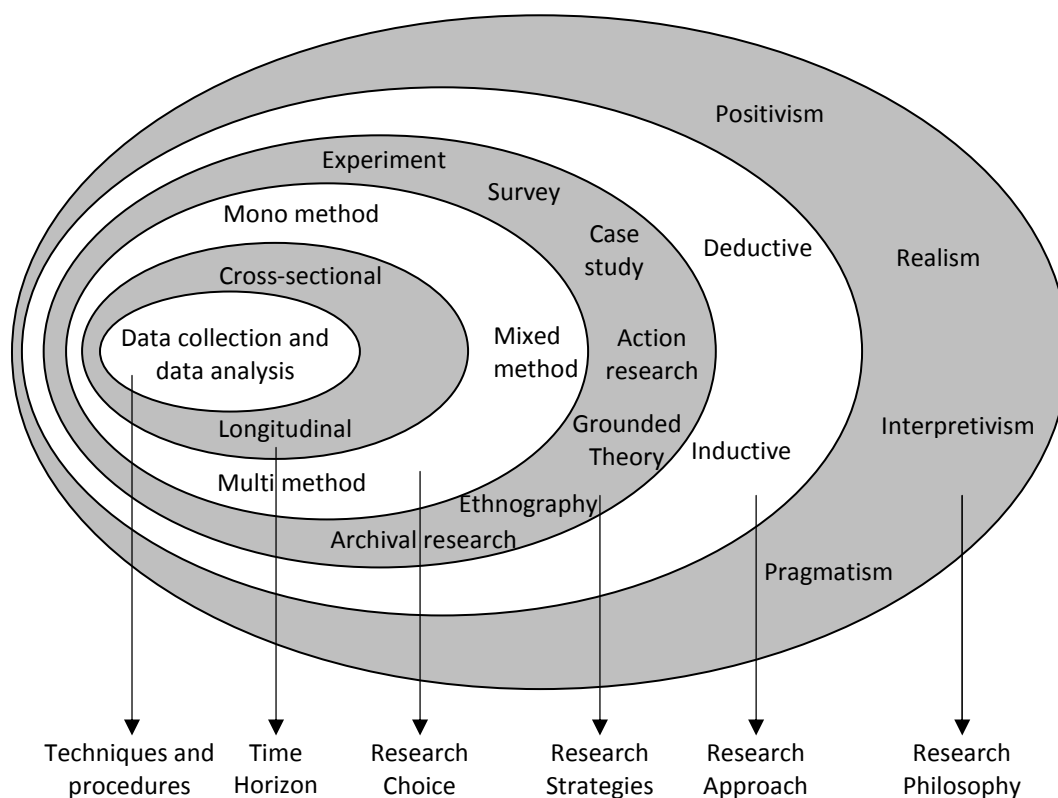 Positivism
Experiment
Survey
Mono method
Case
study
Deductive
Realism
Cross-sectional
Data collection and
data analysis
Mixed
method
Action
research
Longitudinal
Grounded
Theory
Inductive
Interpretivism
Multi method
Ethnography
Archival research
Pragmatism
Techniques and
procedures
Time
Horizon
Research
Choice
Research
Strategies
Research
Approach
Research
Philosophy